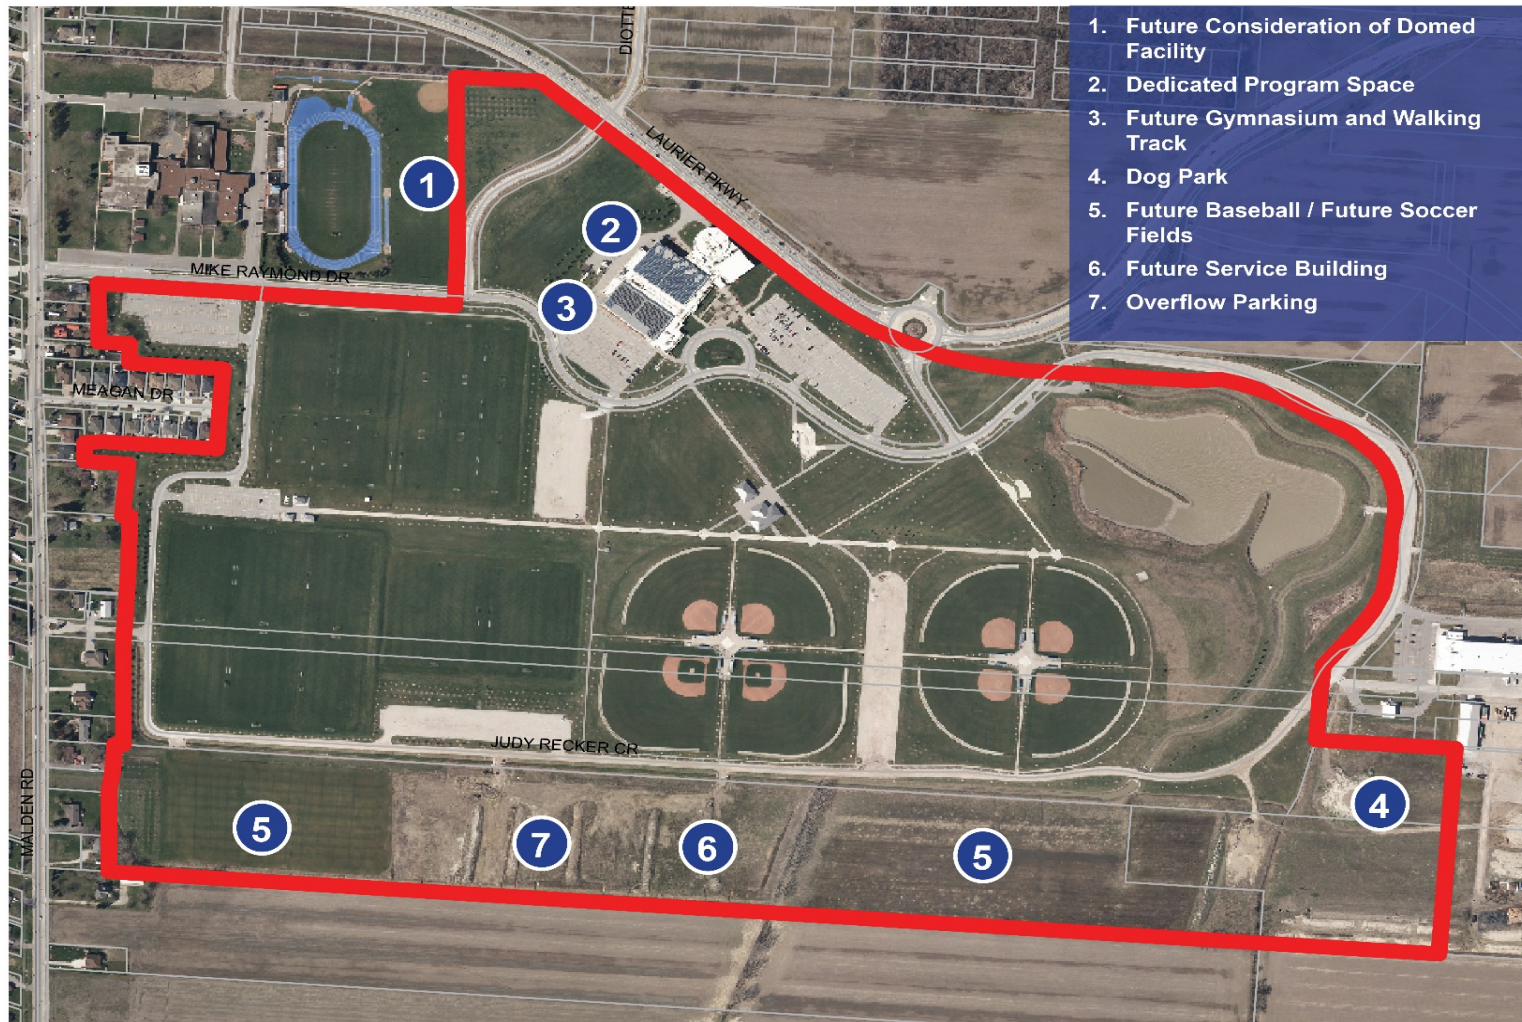 DIOTTE
1. Future Consideration of Domed
Facility
2. Dedicated Program Space
3. Future Gymnasium and Walking
Track
4. Dog Park
5. Future Baseball / Future Soccer
Fields
6. Future Service Building
7. Overflow Parking
LAURIER PKWY
1
2
MIKE RAYMOND DR
3
MEAGAN DR
JUDY RECKER CR
MALDEN RD
4
5
7
6
5